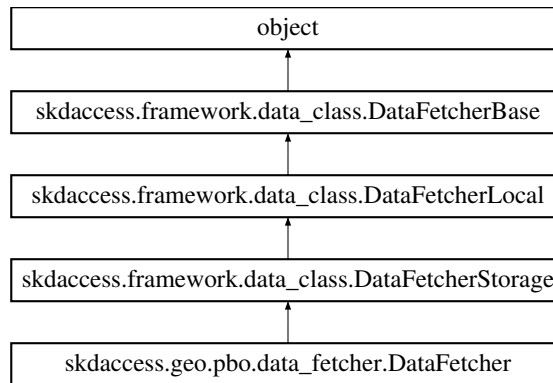 object
skdaccess.framework.data_class.DataFetcherBase
skdaccess.framework.data_class.DataFetcherLocal
skdaccess.framework.data_class.DataFetcherStorage
skdaccess.geo.pbo.data_fetcher.DataFetcher